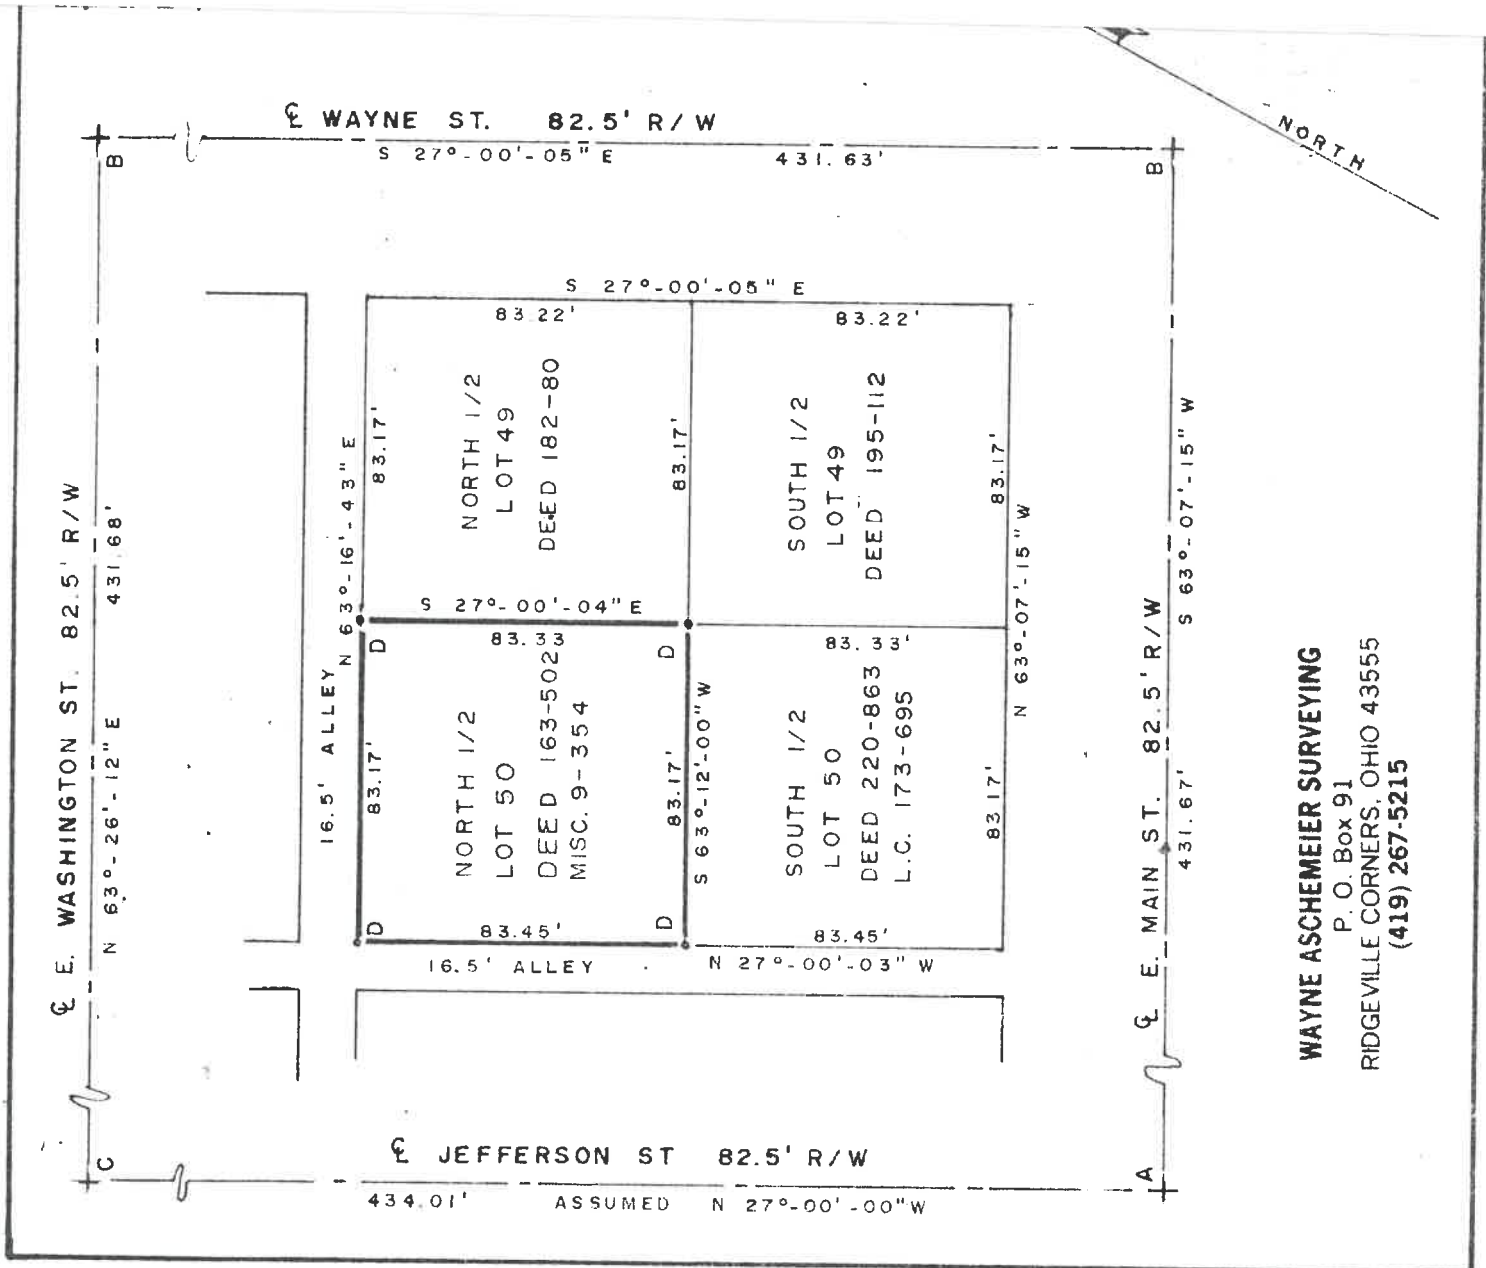 ℄ WAYNE ST. 82.5' R/W
S 27°-00'-05" E 431.63'
B
B
NORTH
S 27°-00'-05" E
83.22'
83.22'
℄ E. WASHINGTON ST. 82.5' R/W
N 63°-26'-12" E 431.68'
16.5' ALLEY
N 63°-16'-43" E
83.17'
NORTH 1/2
LOT 49
DEED 182-80
83.17'
SOUTH 1/2
LOT 49
DEED 195-112
83.17'
N 63°-07'-15" W
S 27°-00'-04" E
83.33
83.33'
D
D
83.17'
NORTH 1/2
LOT 50
DEED 163-502
MISC. 9-354
83.17'
S 63°-12'-00" W
SOUTH 1/2
LOT 50
DEED 220-863
L.C. 173-695
83.17'
D
D
83.45'
83.45'
16.5' ALLEY
N 27°-00'-03" W
℄ E. MAIN ST. 82.5' R/W
431.67' S 63°-07'-15" W
C
A
℄ JEFFERSON ST 82.5' R/W
434.01' ASSUMED N 27°-00'-00" W
WAYNE ASCHEMEIER SURVEYING
P. O. Box 91
RIDGEVILLE CORNERS, OHIO 43555
(419) 267-5215